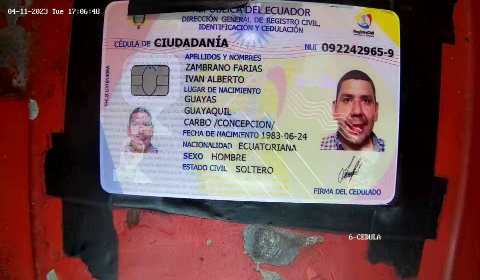 04-11-2023 Tue 17:06:40
REPÚBLICA DEL ECUADOR
DIRECCIÓN GENERAL DE REGISTRO CIVIL,
IDENTIFICACIÓN Y CEDULACIÓN
CÉDULA DE CIUDADANÍA
NUI 092242965-9
APELLIDOS Y NOMBRES
ZAMBRANO FARIAS
IVAN ALBERTO
LUGAR DE NACIMIENTO
GUAYAS
GUAYAQUIL
CARBO /CONCEPCION/
FECHA DE NACIMIENTO 1983-06-24
NACIONALIDAD ECUATORIANA
SEXO HOMBRE
ESTADO CIVIL SOLTERO
FIRMA DEL CEDULADO
6-CEDULA